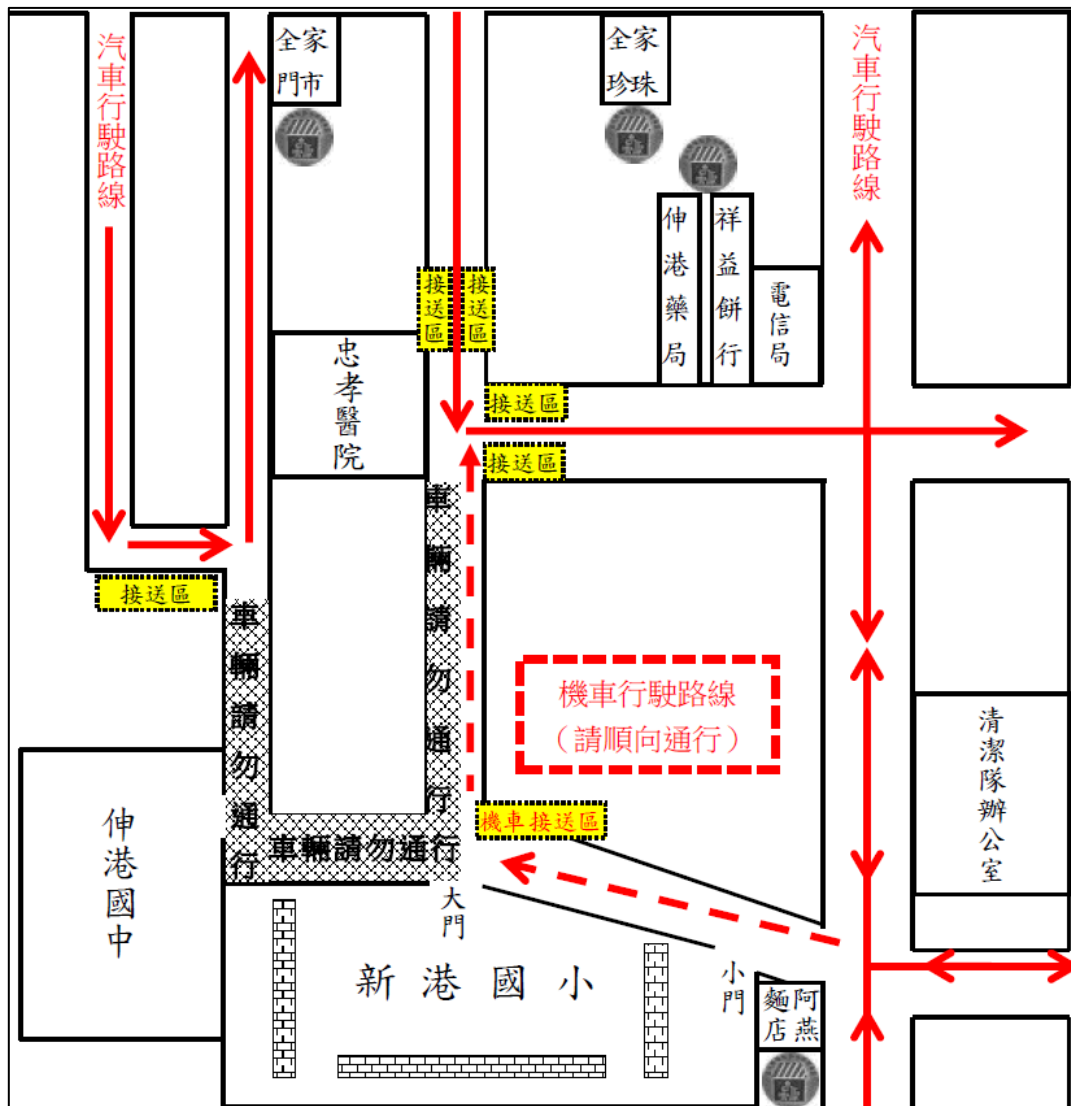 汽車行駛路線
全家
門市
全家
珍珠
汽車行駛路線
伸港藥局
祥益餅行
電信局
接送區
接送區
忠孝醫院
接送區
接送區
車輛請勿通行
接送區
車輛請勿通行
機車行駛路線
（請順向通行）
清潔隊辦公室
機車接送區
車輛請勿通行
伸港國中
大門
新港國小
小門
阿燕
麵店